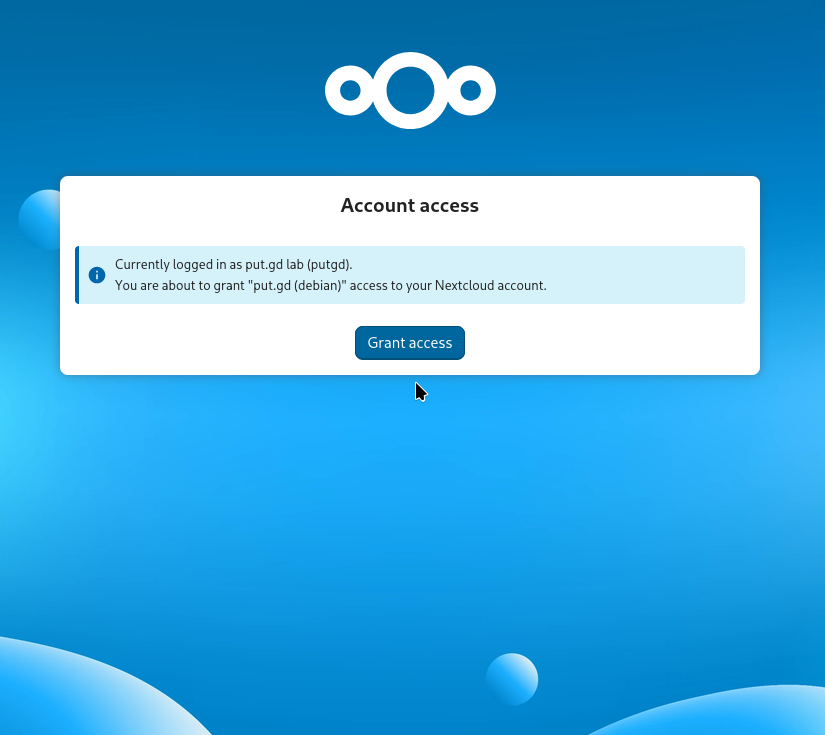 Account access
Currently logged in as put.gd lab (putgd).
You are about to grant "put.gd (debian)" access to your Nextcloud account.
Grant access